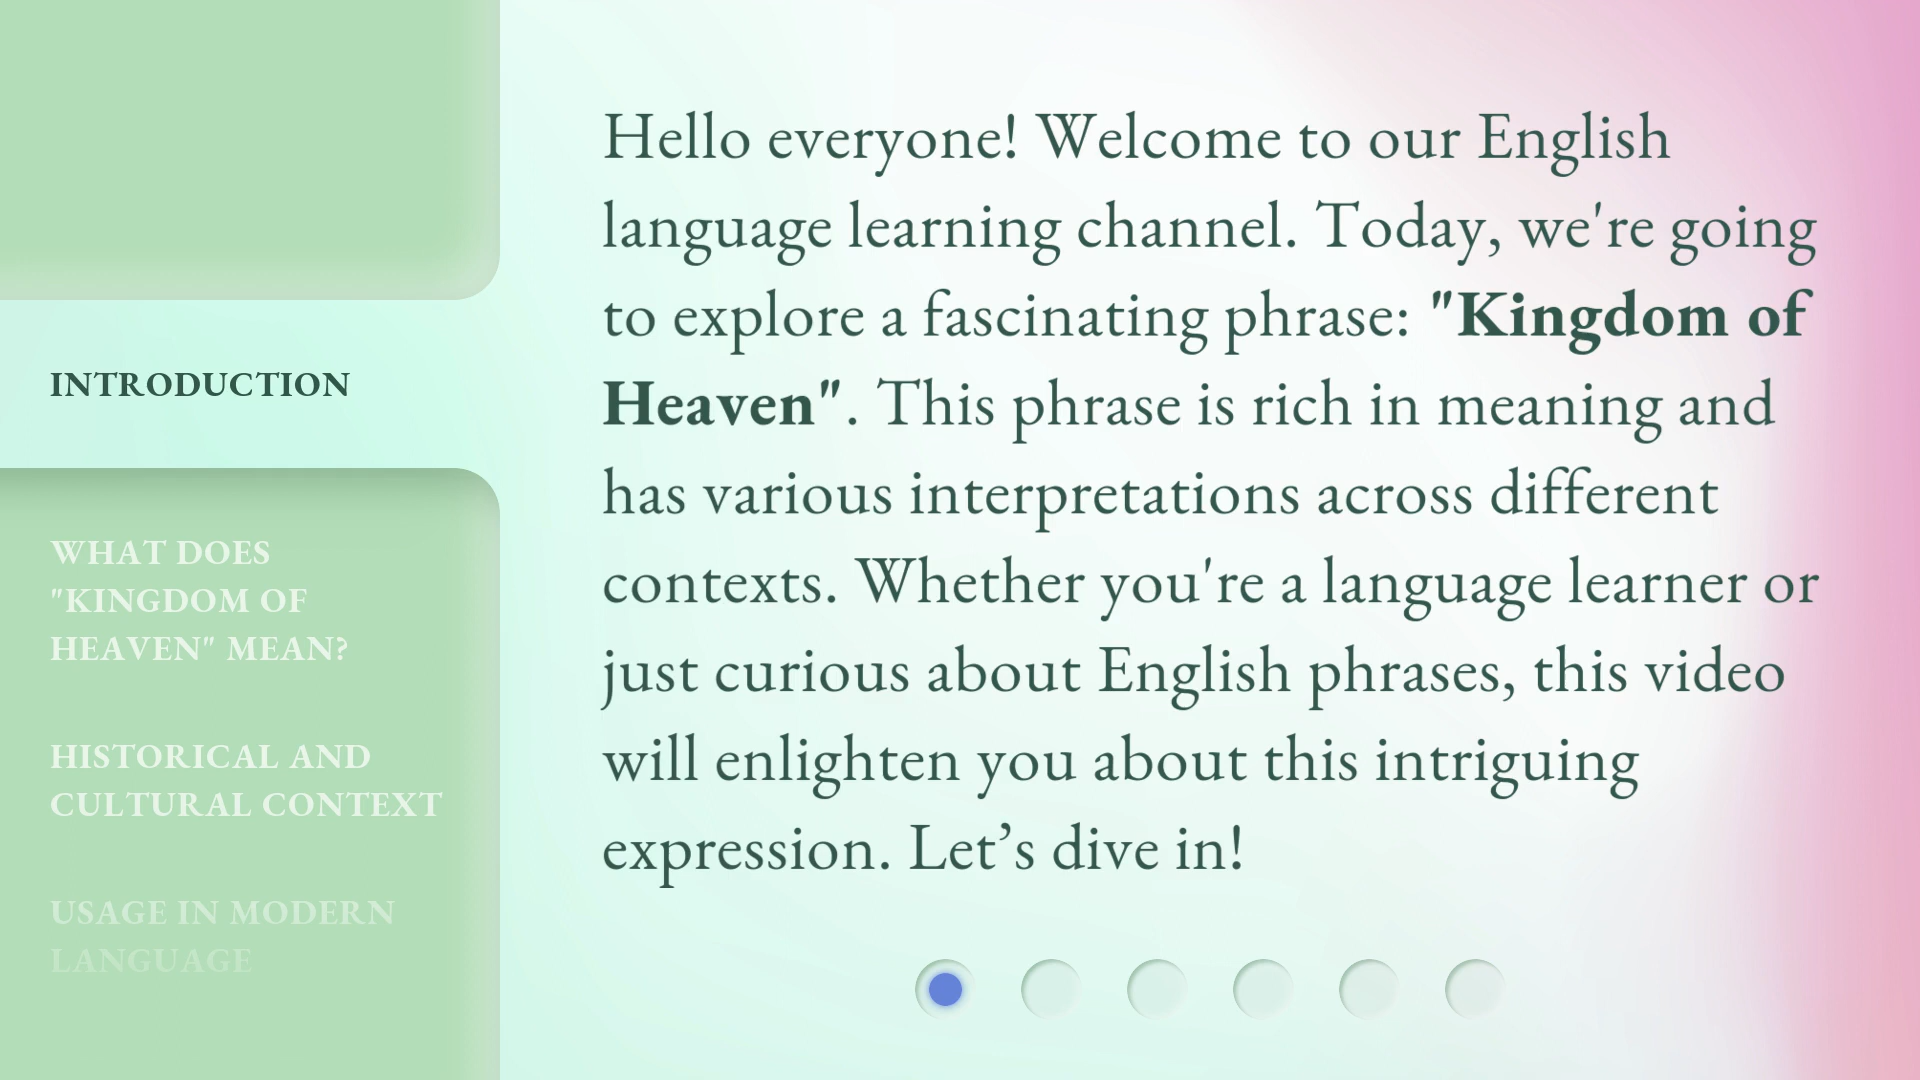 INTRODUCTION
WHAT DOES
"KINGDOM OF
HEAVEN" MEAN?
HISTORICAL AND
CULTURAL CONTEXT
USAGE IN MODERN
LANGUAGE
Hello everyone! Welcome to our English
language learning channel. Today, we're going
to explore a fascinating phrase: "Kingdom of
Heaven". This phrase is rich in meaning and
has various interpretations across different
contexts. Whether you're a language learner or
just curious about English phrases, this video
will enlighten you about this intriguing
expression. Let’s dive in!